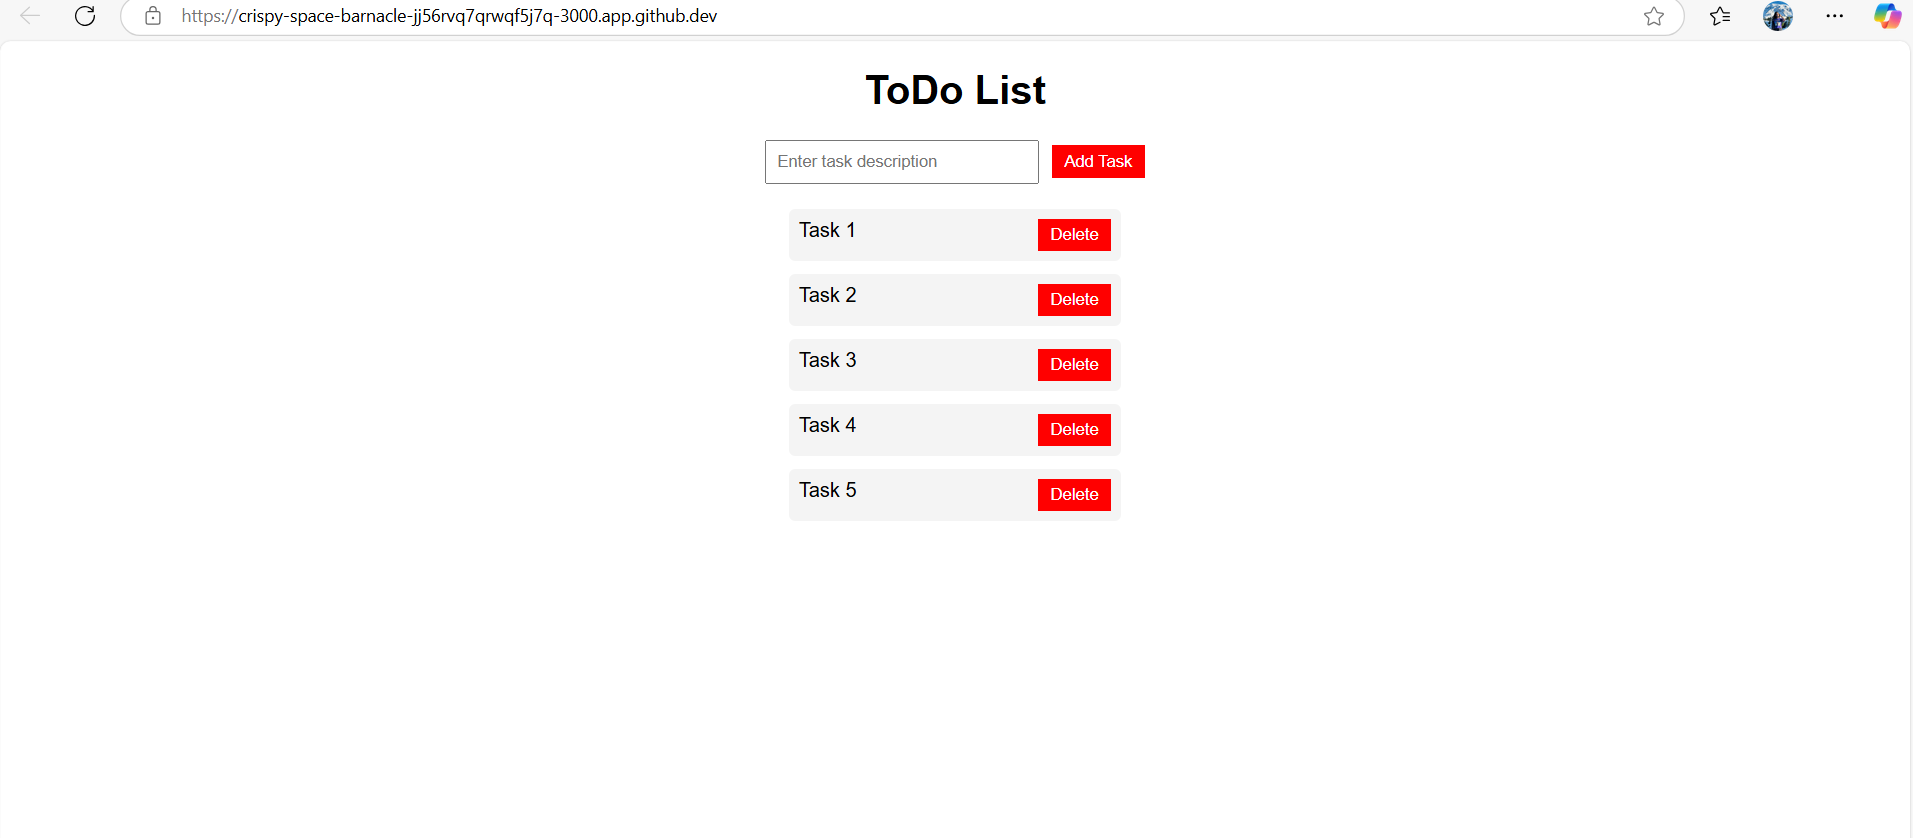 https://crispy-space-barnacle-jj56rvq7qrwqf5j7q-3000.app.github.dev
ToDo List
Enter task description Add Task
Task 1 Delete
Task 2 Delete
Task 3 Delete
Task 4 Delete
Task 5 Delete